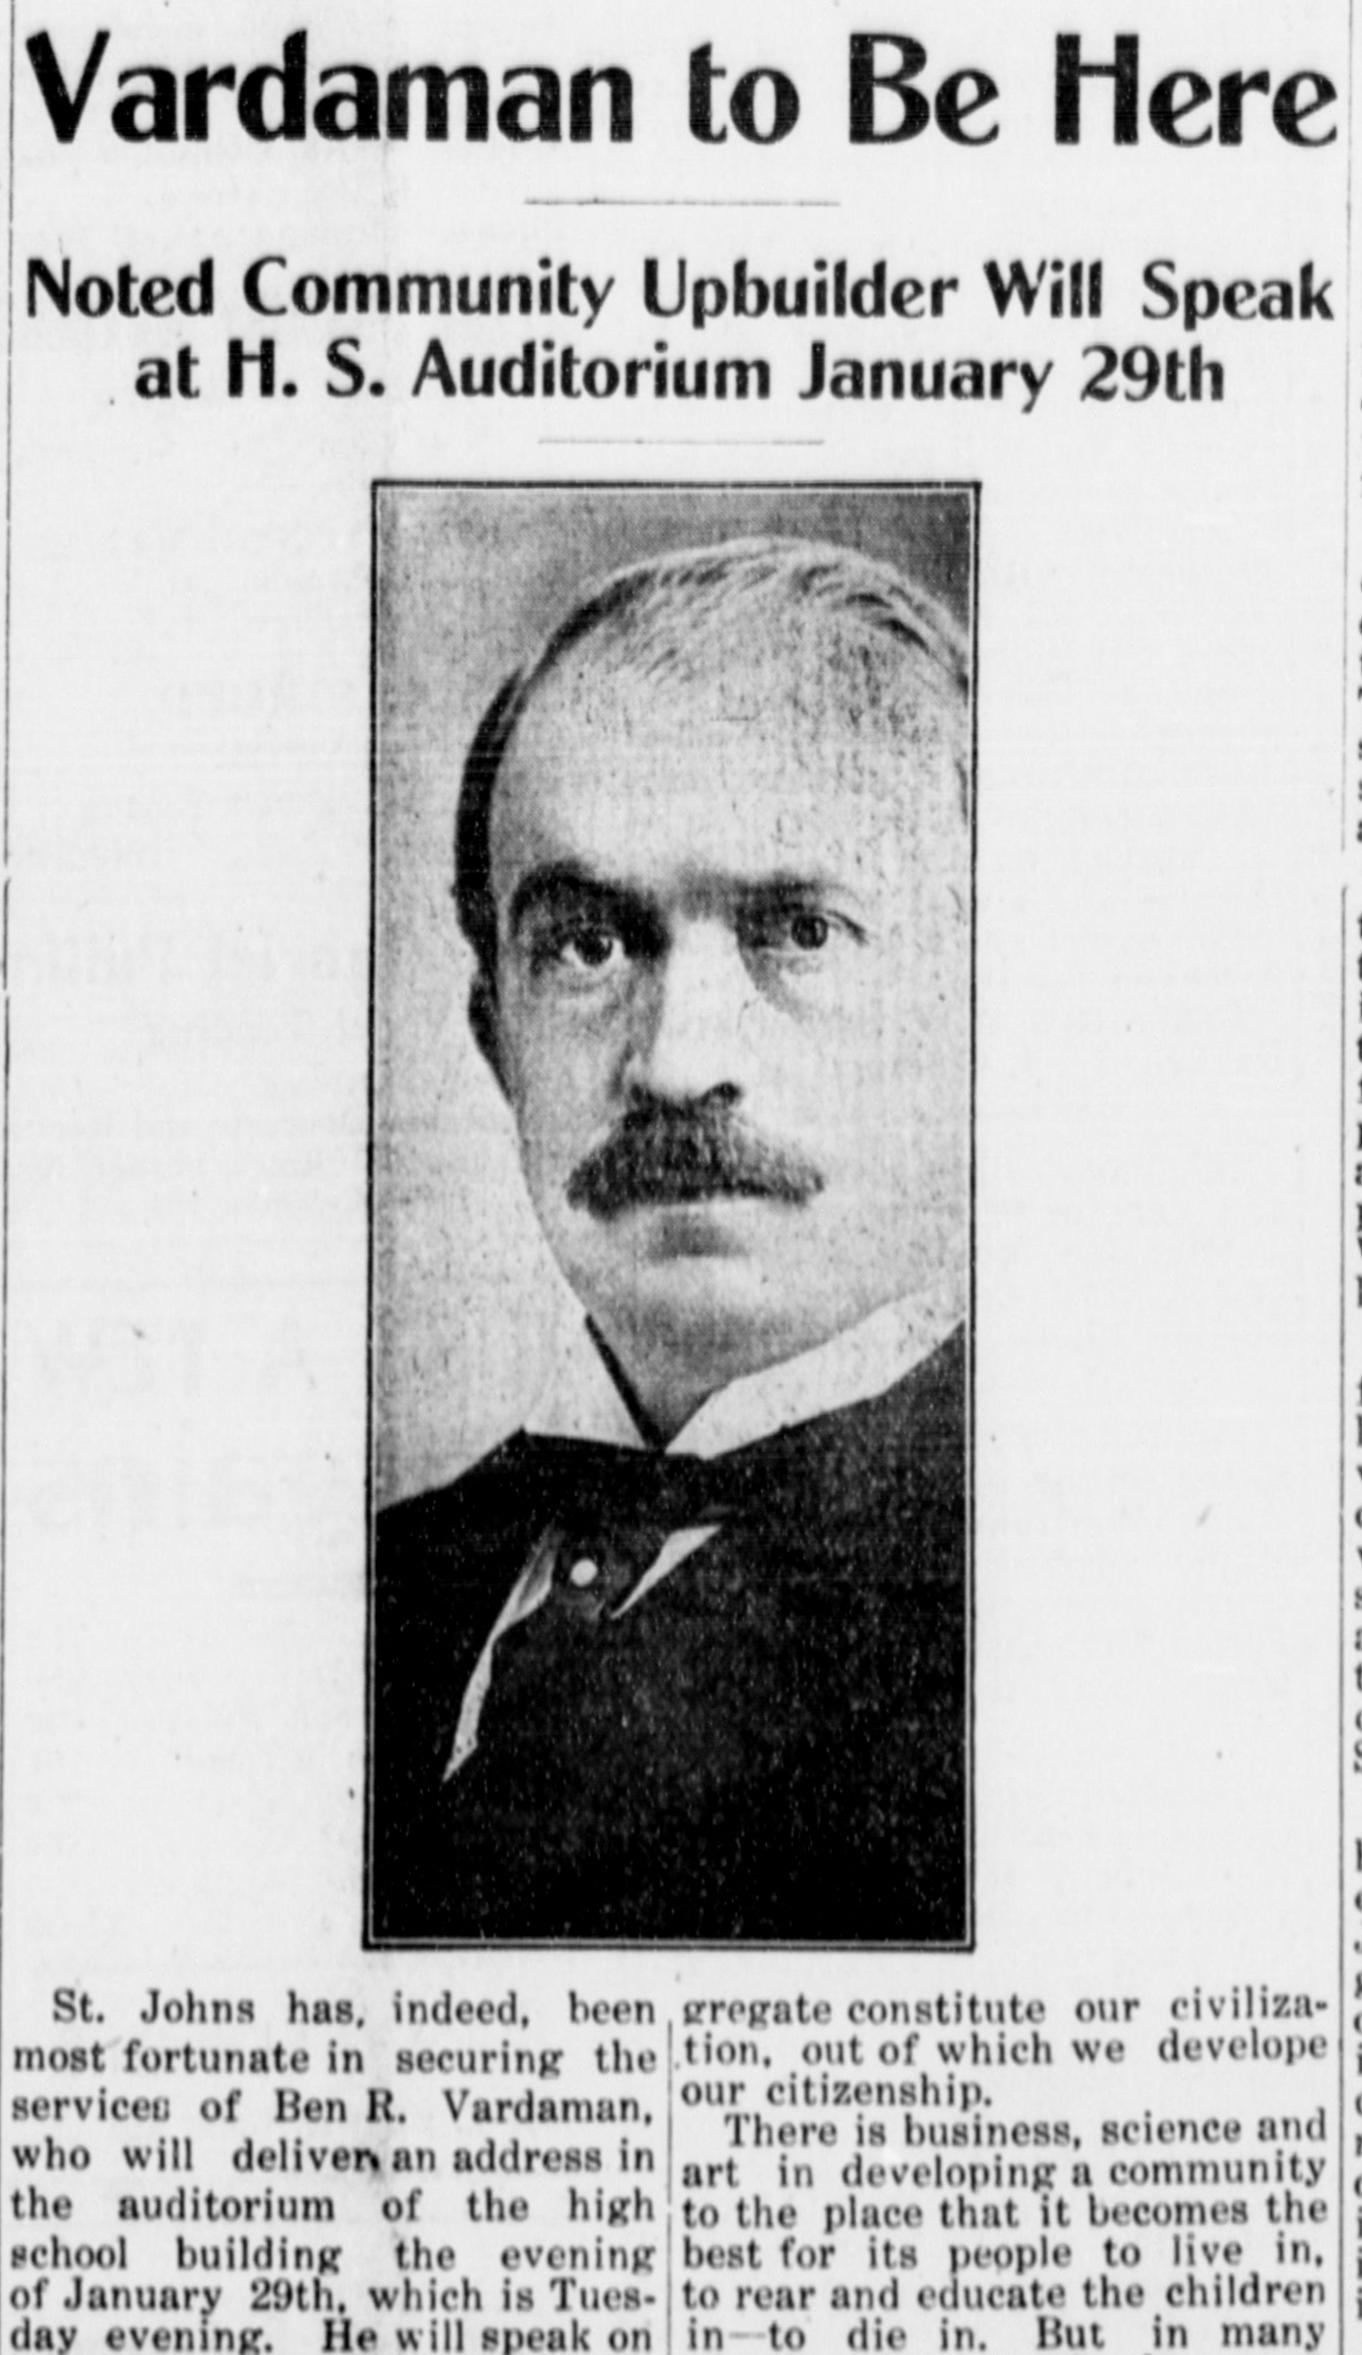 Vardaman to Be Here
Noted Community Upbuilder Will Speak
at H. S. Auditorium January 29th
St. Johns has, indeed, been
most fortunate in securing the
services of Ben R. Vardaman,
who will deliver an address in
the auditorium of the high
school building the evening
of January 29th, which is Tues-
day evening. He will speak on
gregate constitute our civiliza-
tion, out of which we develope
our citizenship.
There is business, science and
art in developing a community
to the place that it becomes the
best for its people to live in,
to rear and educate the children
in—to die in. But in many